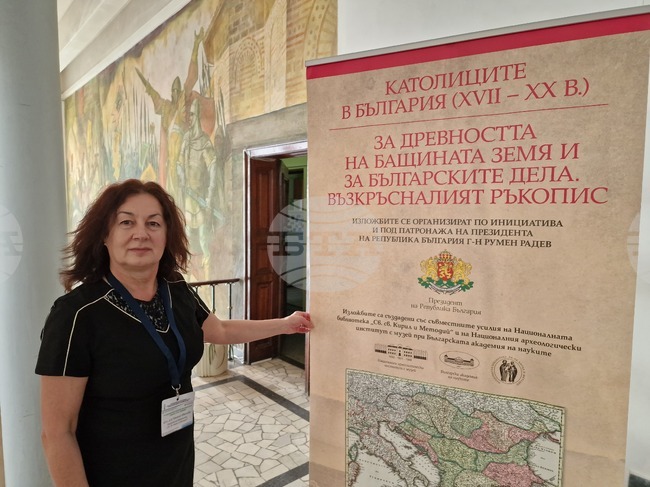 КАТОЛИЦИТЕ
В БЪЛГАРИЯ (XVII – XX В.)
ЗА ДРЕВНОСТТА
НА БАЩИНАТА ЗЕМЯ И
ЗА БЪЛГАРСКИТЕ ДЕЛА.
ВЪЗКРЪСНАЛИЯТ РЪКОПИС
ИЗЛОЖБИТЕ СЕ ОРГАНИЗИРАТ ПО ИНИЦИАТИВА
И ПОД ПАТРОНАЖА НА ПРЕЗИДЕНТА
НА РЕПУБЛИКА БЪЛГАРИЯ Г-Н РУМЕН РАДЕВ
Президент
на Република България
Изложбите са създадени със съвместните усилия на Националната
библиотека „Св. св. Кирил и Методий" и на Националния археологически
институт с музей при Българската академия на науките